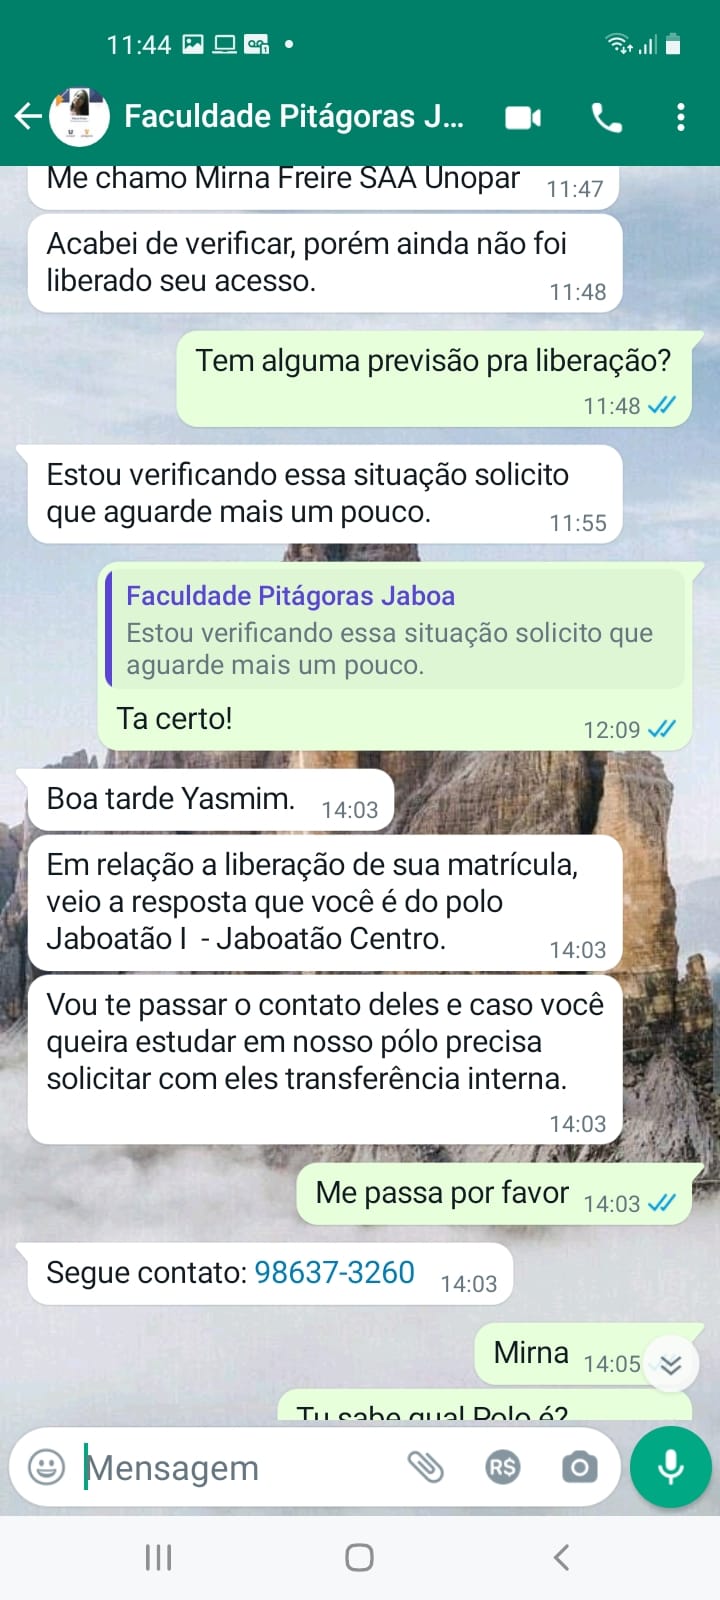 11:44
Faculdade Pitágoras J...
Me chamo Mirna Freire SAA Unopar 11:47
Acabei de verificar, porém ainda não foi
liberado seu acesso. 11:48
Tem alguma previsão pra liberação?
11:48
Estou verificando essa situação solicito
que aguarde mais um pouco. 11:55
Faculdade Pitágoras Jaboa
Estou verificando essa situação solicito que
aguarde mais um pouco.
Ta certo! 12:09
Boa tarde Yasmim. 14:03
Em relação a liberação de sua matrícula,
veio a resposta que você é do polo
Jaboatão I - Jaboatão Centro. 14:03
Vou te passar o contato deles e caso você
queira estudar em nosso pólo precisa
solicitar com eles transferência interna.
14:03
Me passa por favor 14:03
Segue contato: 98637-3260 14:03
Mirna 14:05
Tu sabe qual Polo é?
Mensagem R$